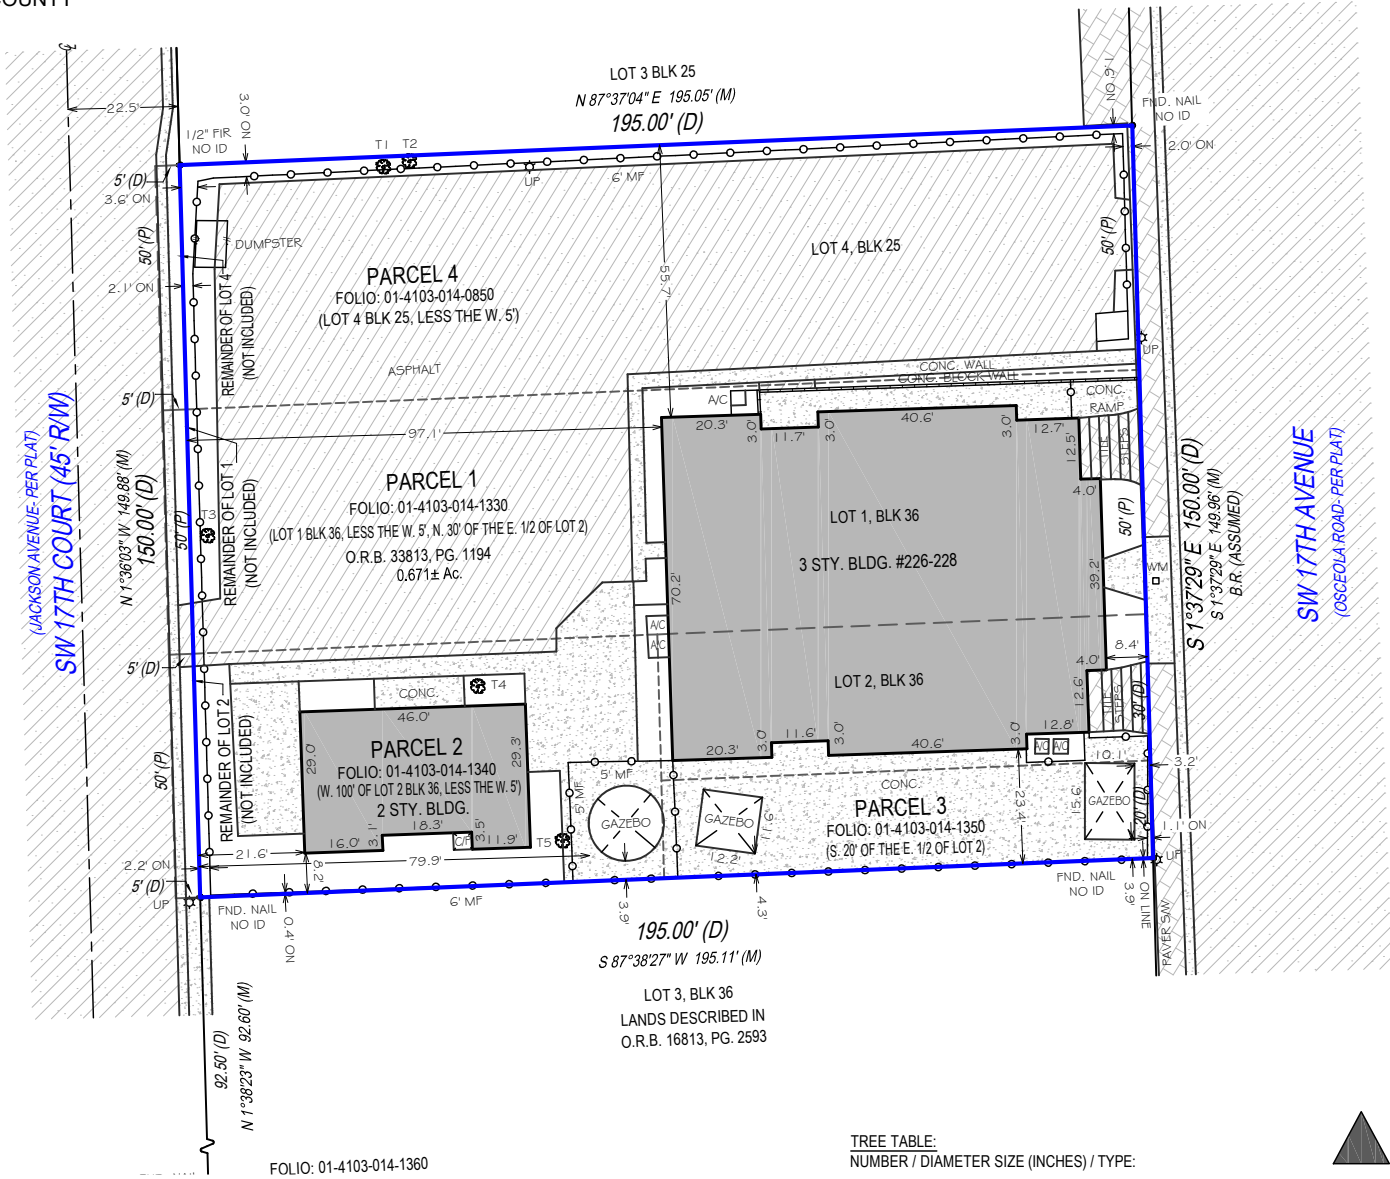 LOT 3 BLK 25
N 87°37'04" E 195.05' (M)
195.00' (D)
22.5'
1/2" FIR
NO ID
3.0' ON
T1
T2
UP
6' MF
1.6' ON
FND. NAIL
NO ID
2.0' ON
5' (D)
3.6' ON
50' (P)
2.1' ON
DUMPSTER
REMAINDER OF LOT 4
(NOT INCLUDED)
PARCEL 4
FOLIO: 01-4103-014-0850
(LOT 4 BLK 25, LESS THE W. 5')
LOT 4, BLK 25
50' (P)
55.7'
ASPHALT
UP
CONC. WALL
CONC. BLOCK WALL
5' (D)
A/C
CONC.
RAMP
97.1'
20.3'
3.0'
11.7'
3.0'
40.6'
3.0'
12.7'
12.5'
TILE
STEPS
4.0'
(JACKSON AVENUE- PER PLAT)
SW 17TH COURT (45' R/W)
N 1°36'03" W 149.88' (M)
150.00' (D)
50' (P)
T3
REMAINDER OF LOT 1
(NOT INCLUDED)
PARCEL 1
FOLIO: 01-4103-014-1330
(LOT 1 BLK 36, LESS THE W. 5', N. 30' OF THE E. 1/2 OF LOT 2)
O.R.B. 33813, PG. 1194
0.671± Ac.
LOT 1, BLK 36
3 STY. BLDG. #226-228
70.2'
39.2'
50' (P)
WM
S 1°37'29" E 150.00' (D)
S 1°37'29" E 149.96' (M)
B.R. (ASSUMED)
SW 17TH AVENUE
(OSCEOLA ROAD- PER PLAT)
A/C
A/C
5' (D)
8.4'
4.0'
LOT 2, BLK 36
12.6'
TILE
STEPS
30' (D)
T4
CONC.
46.0'
REMAINDER OF LOT 2
(NOT INCLUDED)
29.0'
29.3'
PARCEL 2
FOLIO: 01-4103-014-1340
(W. 100' OF LOT 2 BLK 36, LESS THE W. 5')
2 STY. BLDG.
16.0'
3.1'
18.3'
C/P
3.5'
11.9'
T5
50' (P)
20.3'
3.0'
11.6'
3.0'
40.6'
3.0'
12.8'
A/C
A/C
10.1'
3.2'
5' MF
5' MF
GAZEBO
GAZEBO
11.9'
12.2'
CONC.
PARCEL 3
FOLIO: 01-4103-014-1350
(S. 20' OF THE E. 1/2 OF LOT 2)
23.4'
15.6'
GAZEBO
20' (D)
1.1' ON
UP
2.2' ON
21.6'
8.2'
79.9'
5' (D)
UP
FND. NAIL
NO ID
0.4' ON
6' MF
3.9'
4.3'
FND. NAIL
NO ID
3.9'
ON LINE
PAVER S/W
195.00' (D)
S 87°38'27" W 195.11' (M)
LOT 3, BLK 36
LANDS DESCRIBED IN
O.R.B. 16813, PG. 2593
92.50' (D)
N 1°38'23" W 92.60' (M)
FOLIO: 01-4103-014-1360
TREE TABLE:
NUMBER / DIAMETER SIZE (INCHES) / TYPE: